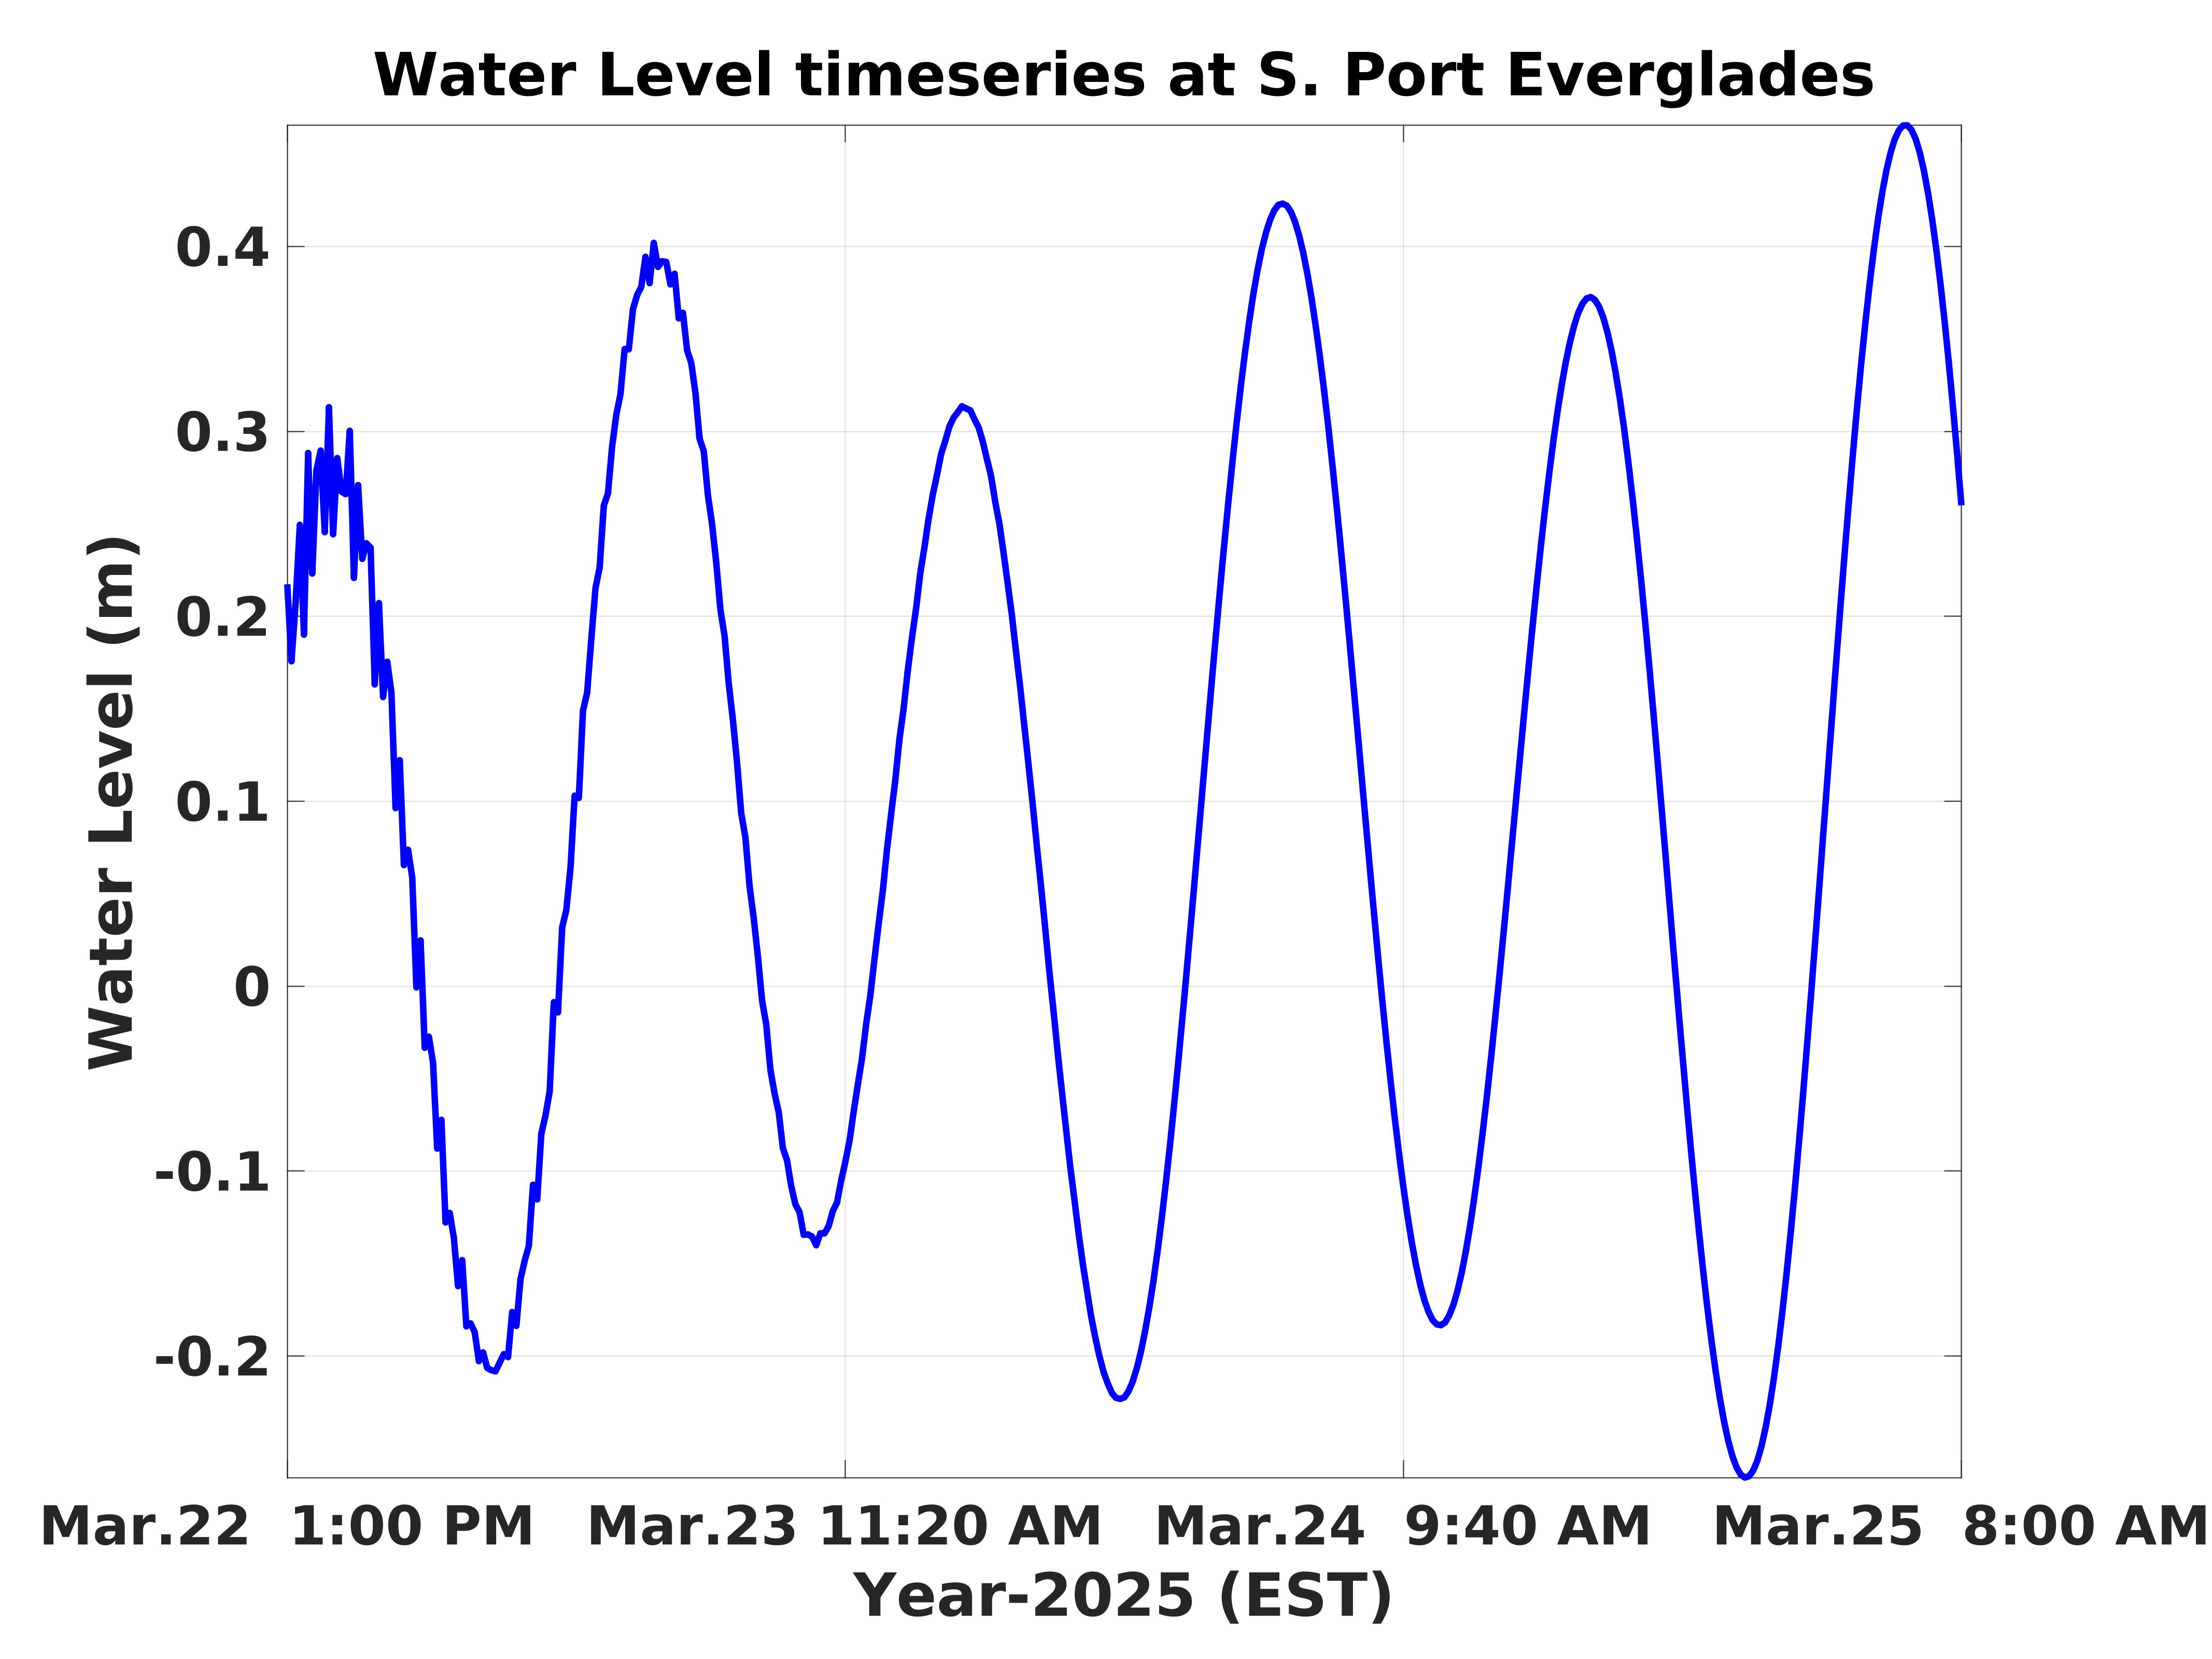 Water Level timeseries at S. Port Everglades
Water Level (m)
0.4
0.3
0.2
0.1
0
-0.1
-0.2
Mar.22  1:00 PM Mar.23 11:20 AM Mar.24  9:40 AM Mar.25  8:00 AM
Year-2025 (EST)